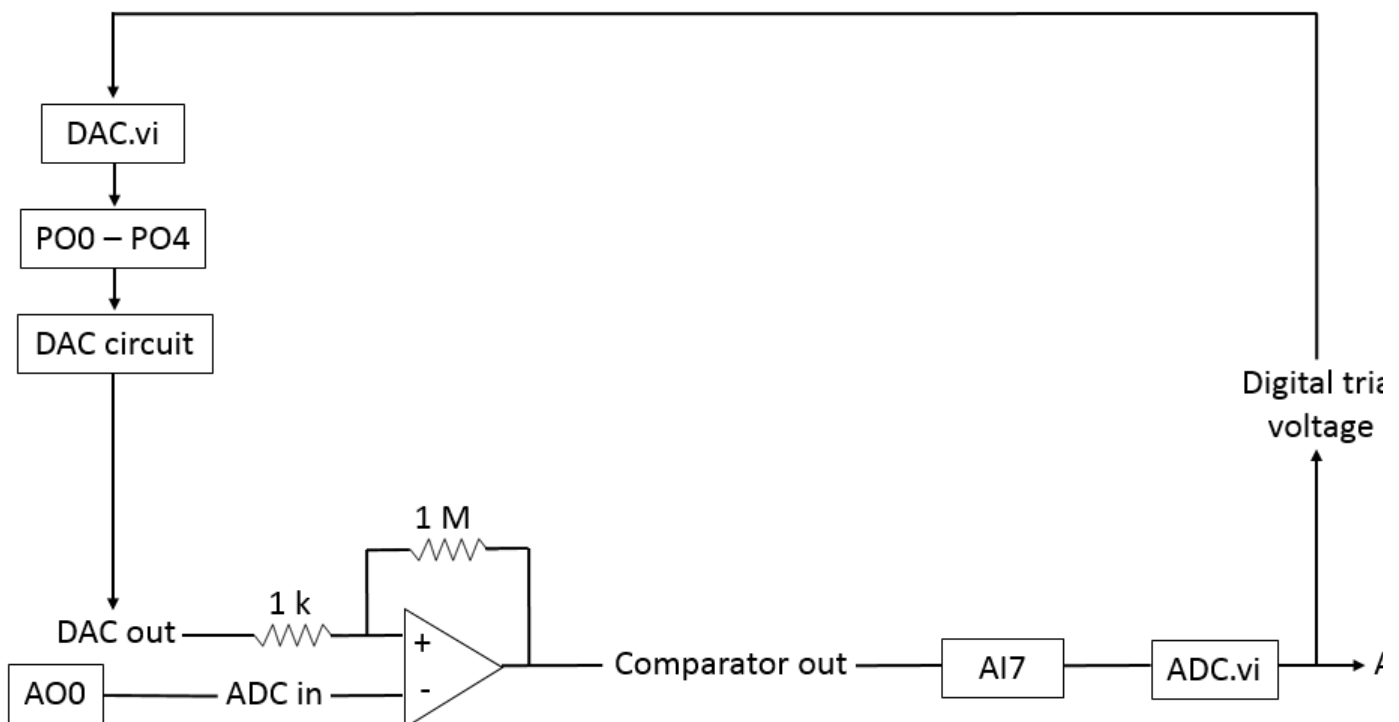 DAC.vi
PO0 – PO4
DAC circuit
Digital
voltage
1 M
1 k
DAC out
+
Comparator out
AI7
ADC.vi
AO0
ADC in
-